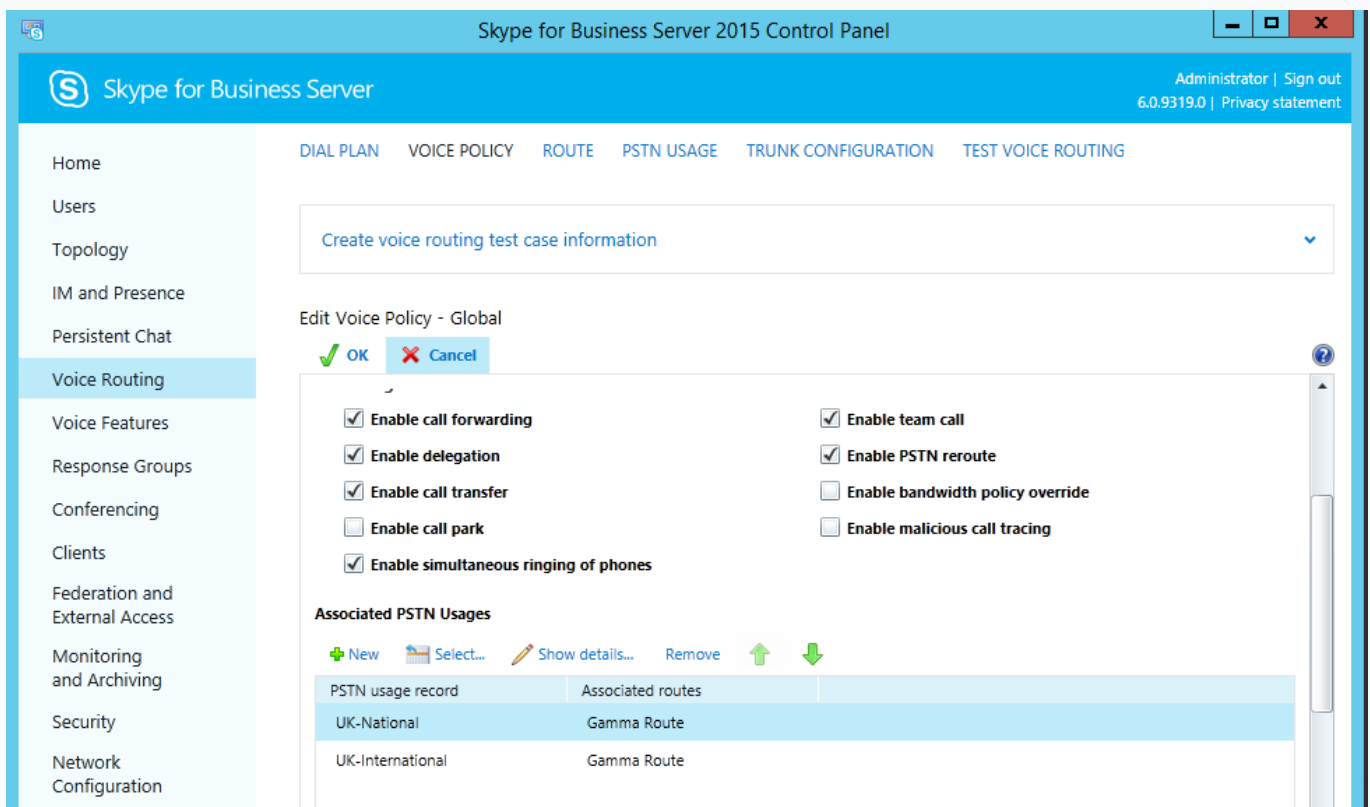 Skype for Business Server 2015 Control Panel
Skype for Business Server
Administrator | Sign out
6.0.9319.0 | Privacy statement
Home
Users
Topology
IM and Presence
Persistent Chat
Voice Routing
Voice Features
Response Groups
Conferencing
Clients
Federation and
External Access
Monitoring
and Archiving
Security
Network
Configuration
DIAL PLAN VOICE POLICY ROUTE PSTN USAGE TRUNK CONFIGURATION TEST VOICE ROUTING
Create voice routing test case information
Edit Voice Policy - Global
OK Cancel
Enable call forwarding Enable team call
Enable delegation Enable PSTN reroute
Enable call transfer Enable bandwidth policy override
Enable call park Enable malicious call tracing
Enable simultaneous ringing of phones
Associated PSTN Usages
New Select... Show details... Remove
PSTN usage record Associated routes
UK-National Gamma Route
UK-International Gamma Route